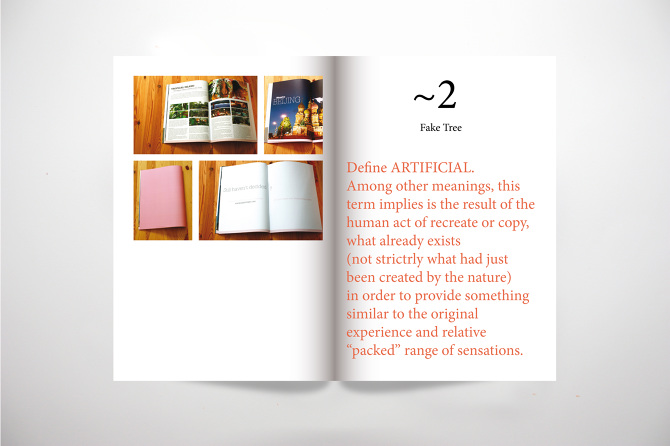 BEIJING
~2
Fake Tree
Define ARTIFICIAL.
Among other meanings, this
term implies is the result of the
human act of recreate or copy,
what already exists
(not strictrly what had just
been created by the nature)
in order to provide something
similar to the original
experience and relative
“packed” range of sensations.